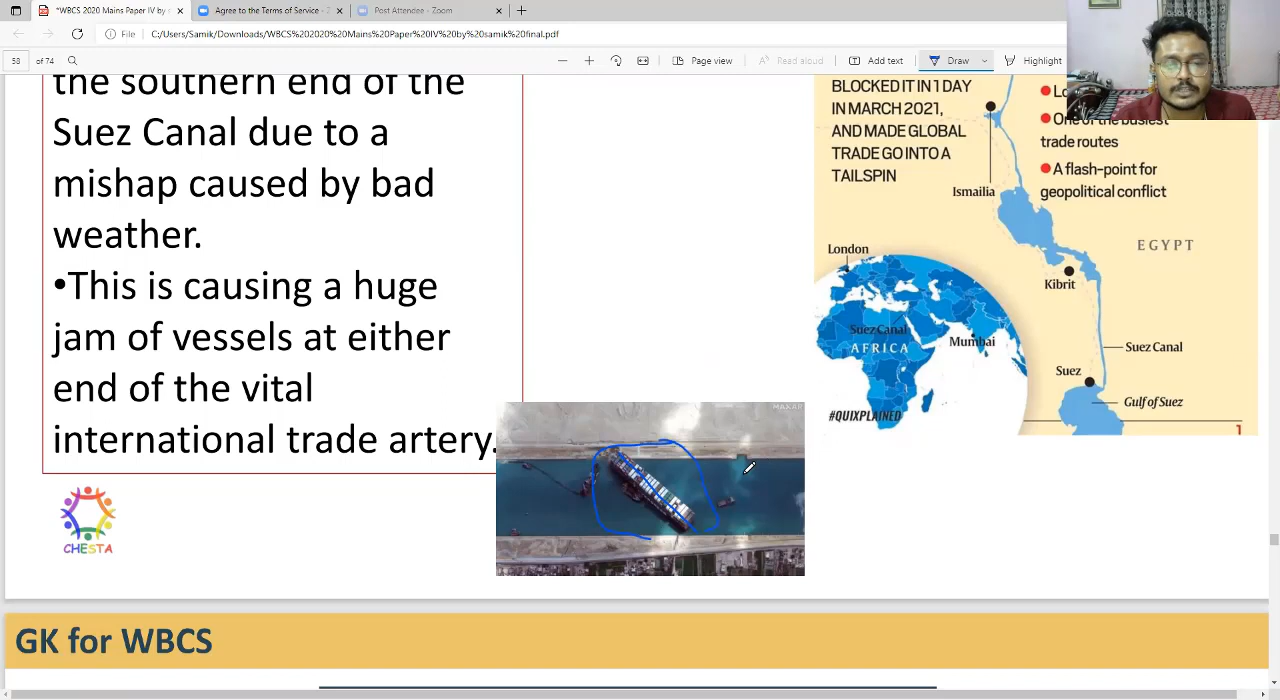 *WBCS 2020 Mains Paper IV by s
Agree to the Terms of Service - Z
Post Attendee - Zoom
File
C:/Users/Samik/Downloads/WBCS%202020%20Mains%20Paper%20IV%20by%20samik%20final.pdf
58 of 74
Page view
Read aloud
Add text
Draw
Highlight
the southern end of the
Suez Canal due to a
mishap caused by bad
weather.
•This is causing a huge
jam of vessels at either
end of the vital
international trade artery.
CHESTA
BLOCKED IT IN 1 DAY
IN MARCH 2021,
AND MADE GLOBAL
TRADE GO INTO A
TAILSPIN
One of the busiest
trade routes
A flash-point for
geopolitical conflict
Ismailia
EGYPT
London
Kibrit
Suez Canal
AFRICA
Mumbai
Suez Canal
Suez
Gulf of Suez
#QUIXPLAINED
1
GK for WBCS